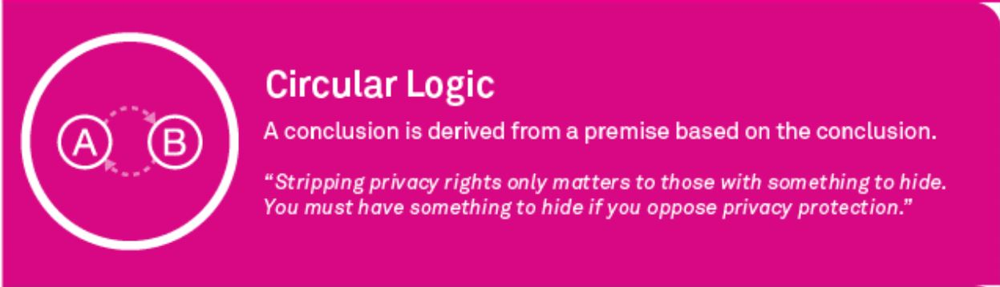 A B
Circular Logic
A conclusion is derived from a premise based on the conclusion.
“Stripping privacy rights only matters to those with something to hide.
You must have something to hide if you oppose privacy protection.”